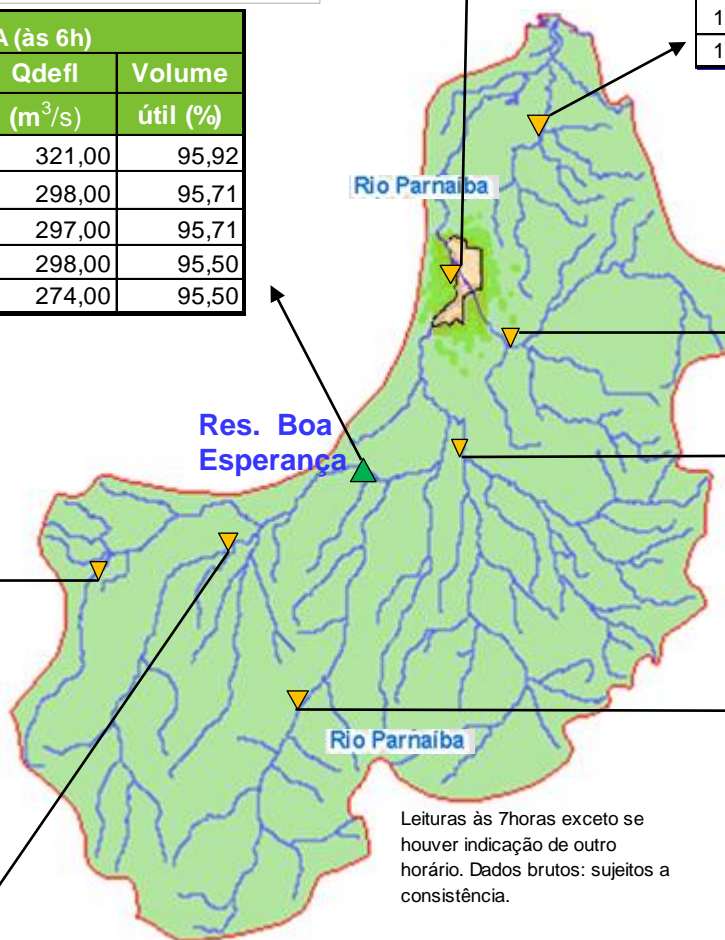 A (às 6h)
Qdefl Volume
(m³/s) útil (%)
321,00 95,92
298,00 95,71
297,00 95,71
298,00 95,50
274,00 95,50
1
1
Rio Parnaíba
Res. Boa
Esperança
Rio Parnaíba
Leituras às 7horas exceto se
houver indicação de outro
horário. Dados brutos: sujeitos a
consistência.